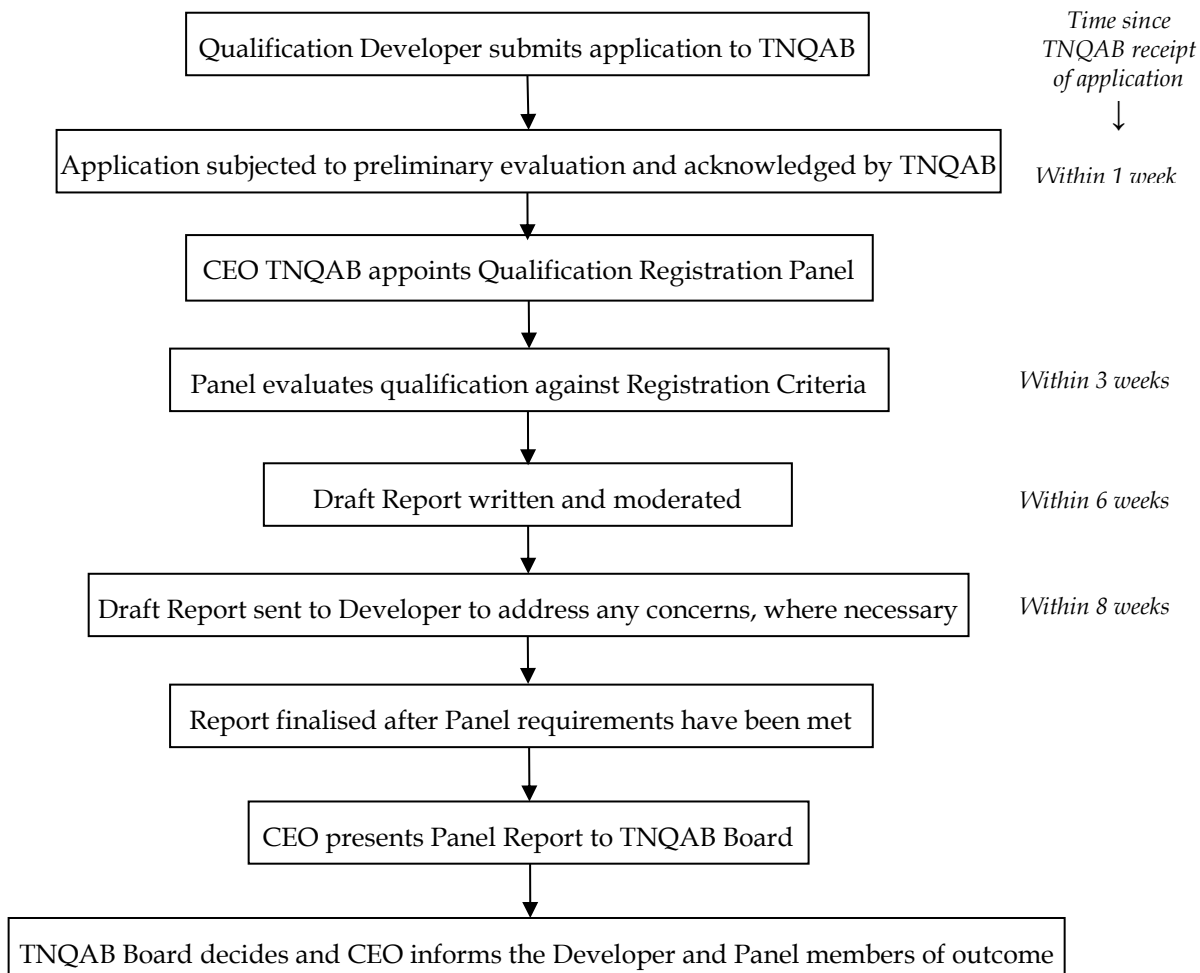 Qualification Developer submits application to TNQAB
Time since
TNQAB receipt
of application
↓
Application subjected to preliminary evaluation and acknowledged by TNQAB
Within 1 week
CEO TNQAB appoints Qualification Registration Panel
Panel evaluates qualification against Registration Criteria
Within 3 weeks
Draft Report written and moderated
Within 6 weeks
Draft Report sent to Developer to address any concerns, where necessary
Within 8 weeks
Report finalised after Panel requirements have been met
CEO presents Panel Report to TNQAB Board
TNQAB Board decides and CEO informs the Developer and Panel members of outcome